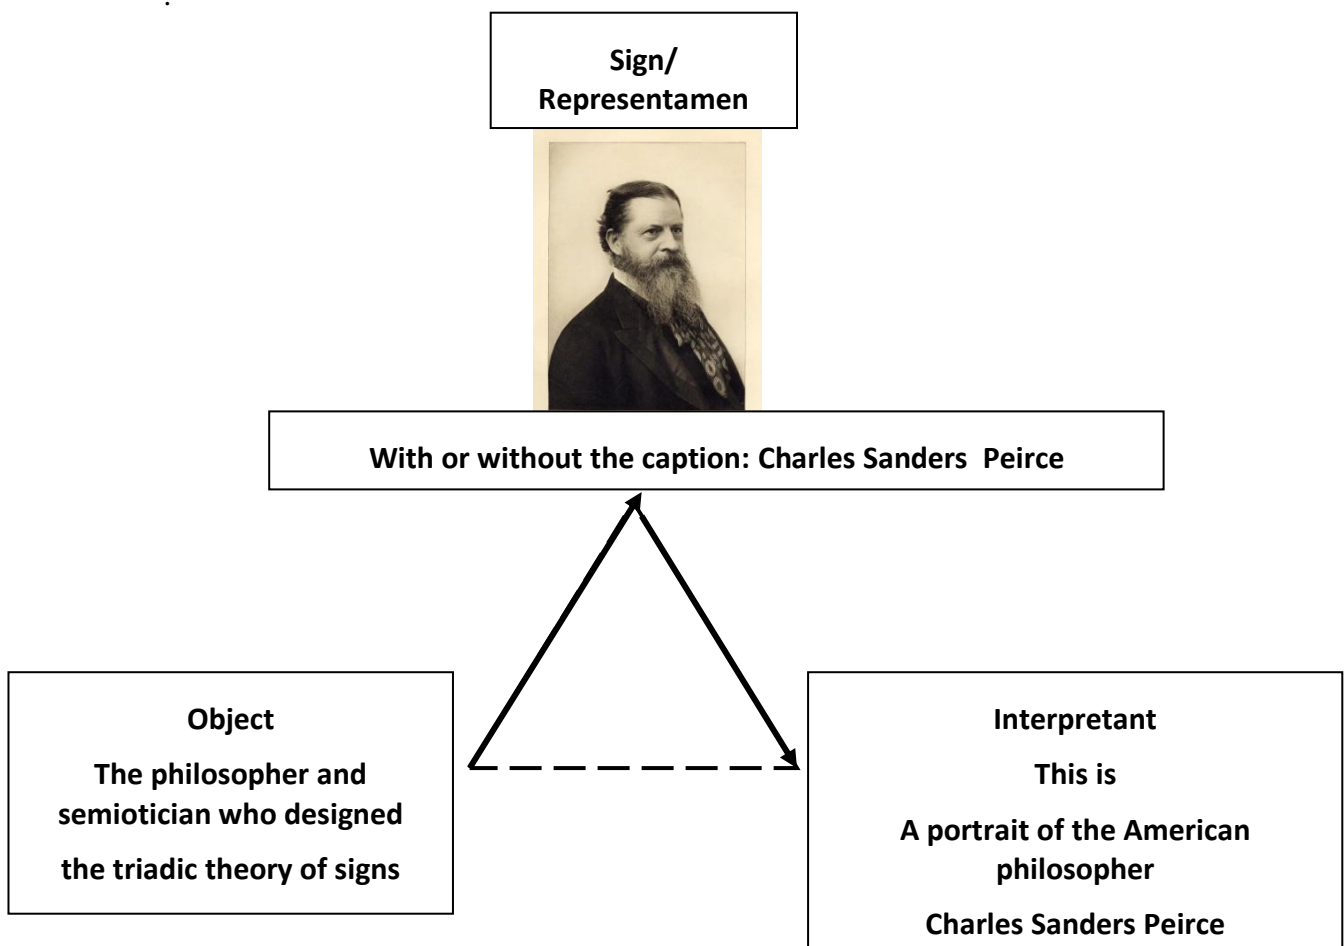 Sign/
Representamen
With or without the caption: Charles Sanders  Peirce
Object
The philosopher and
semiotician who designed
the triadic theory of signs
Interpretant
This is
A portrait of the American
philosopher
Charles Sanders Peirce